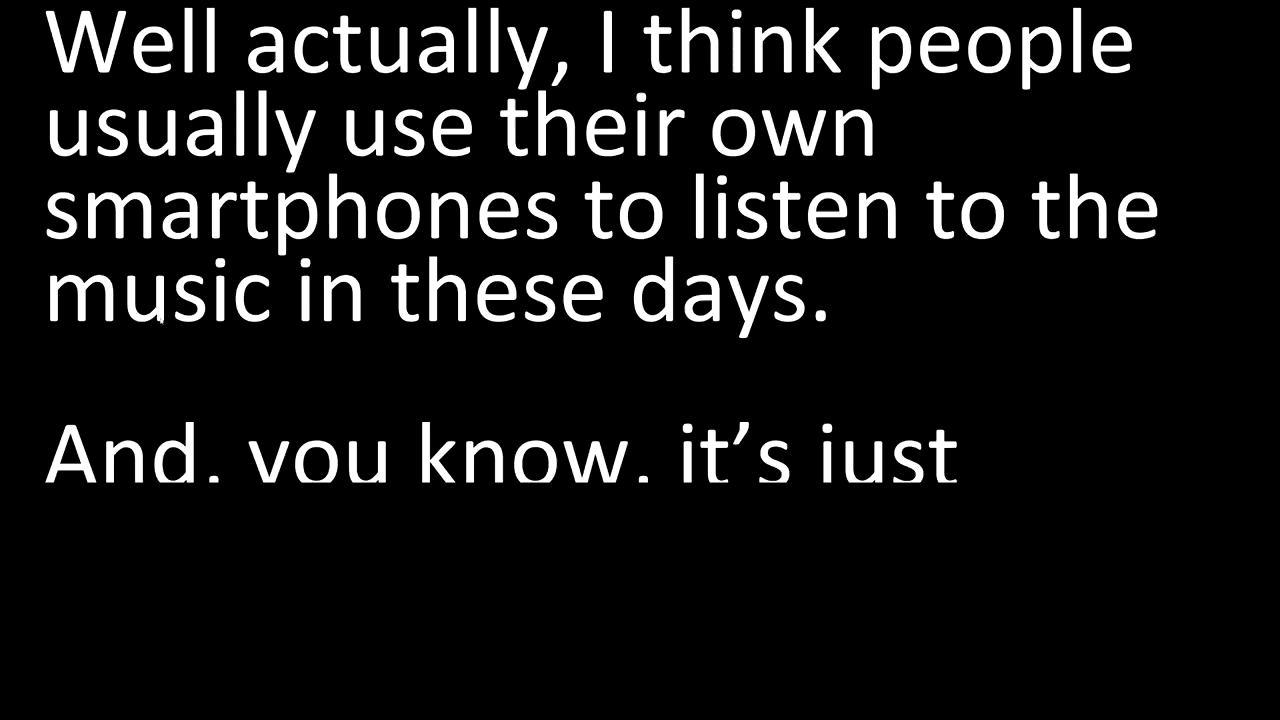 Well actually, I think people
usually use their own
smartphones to listen to the
music in these days.
And, you know, it’s just